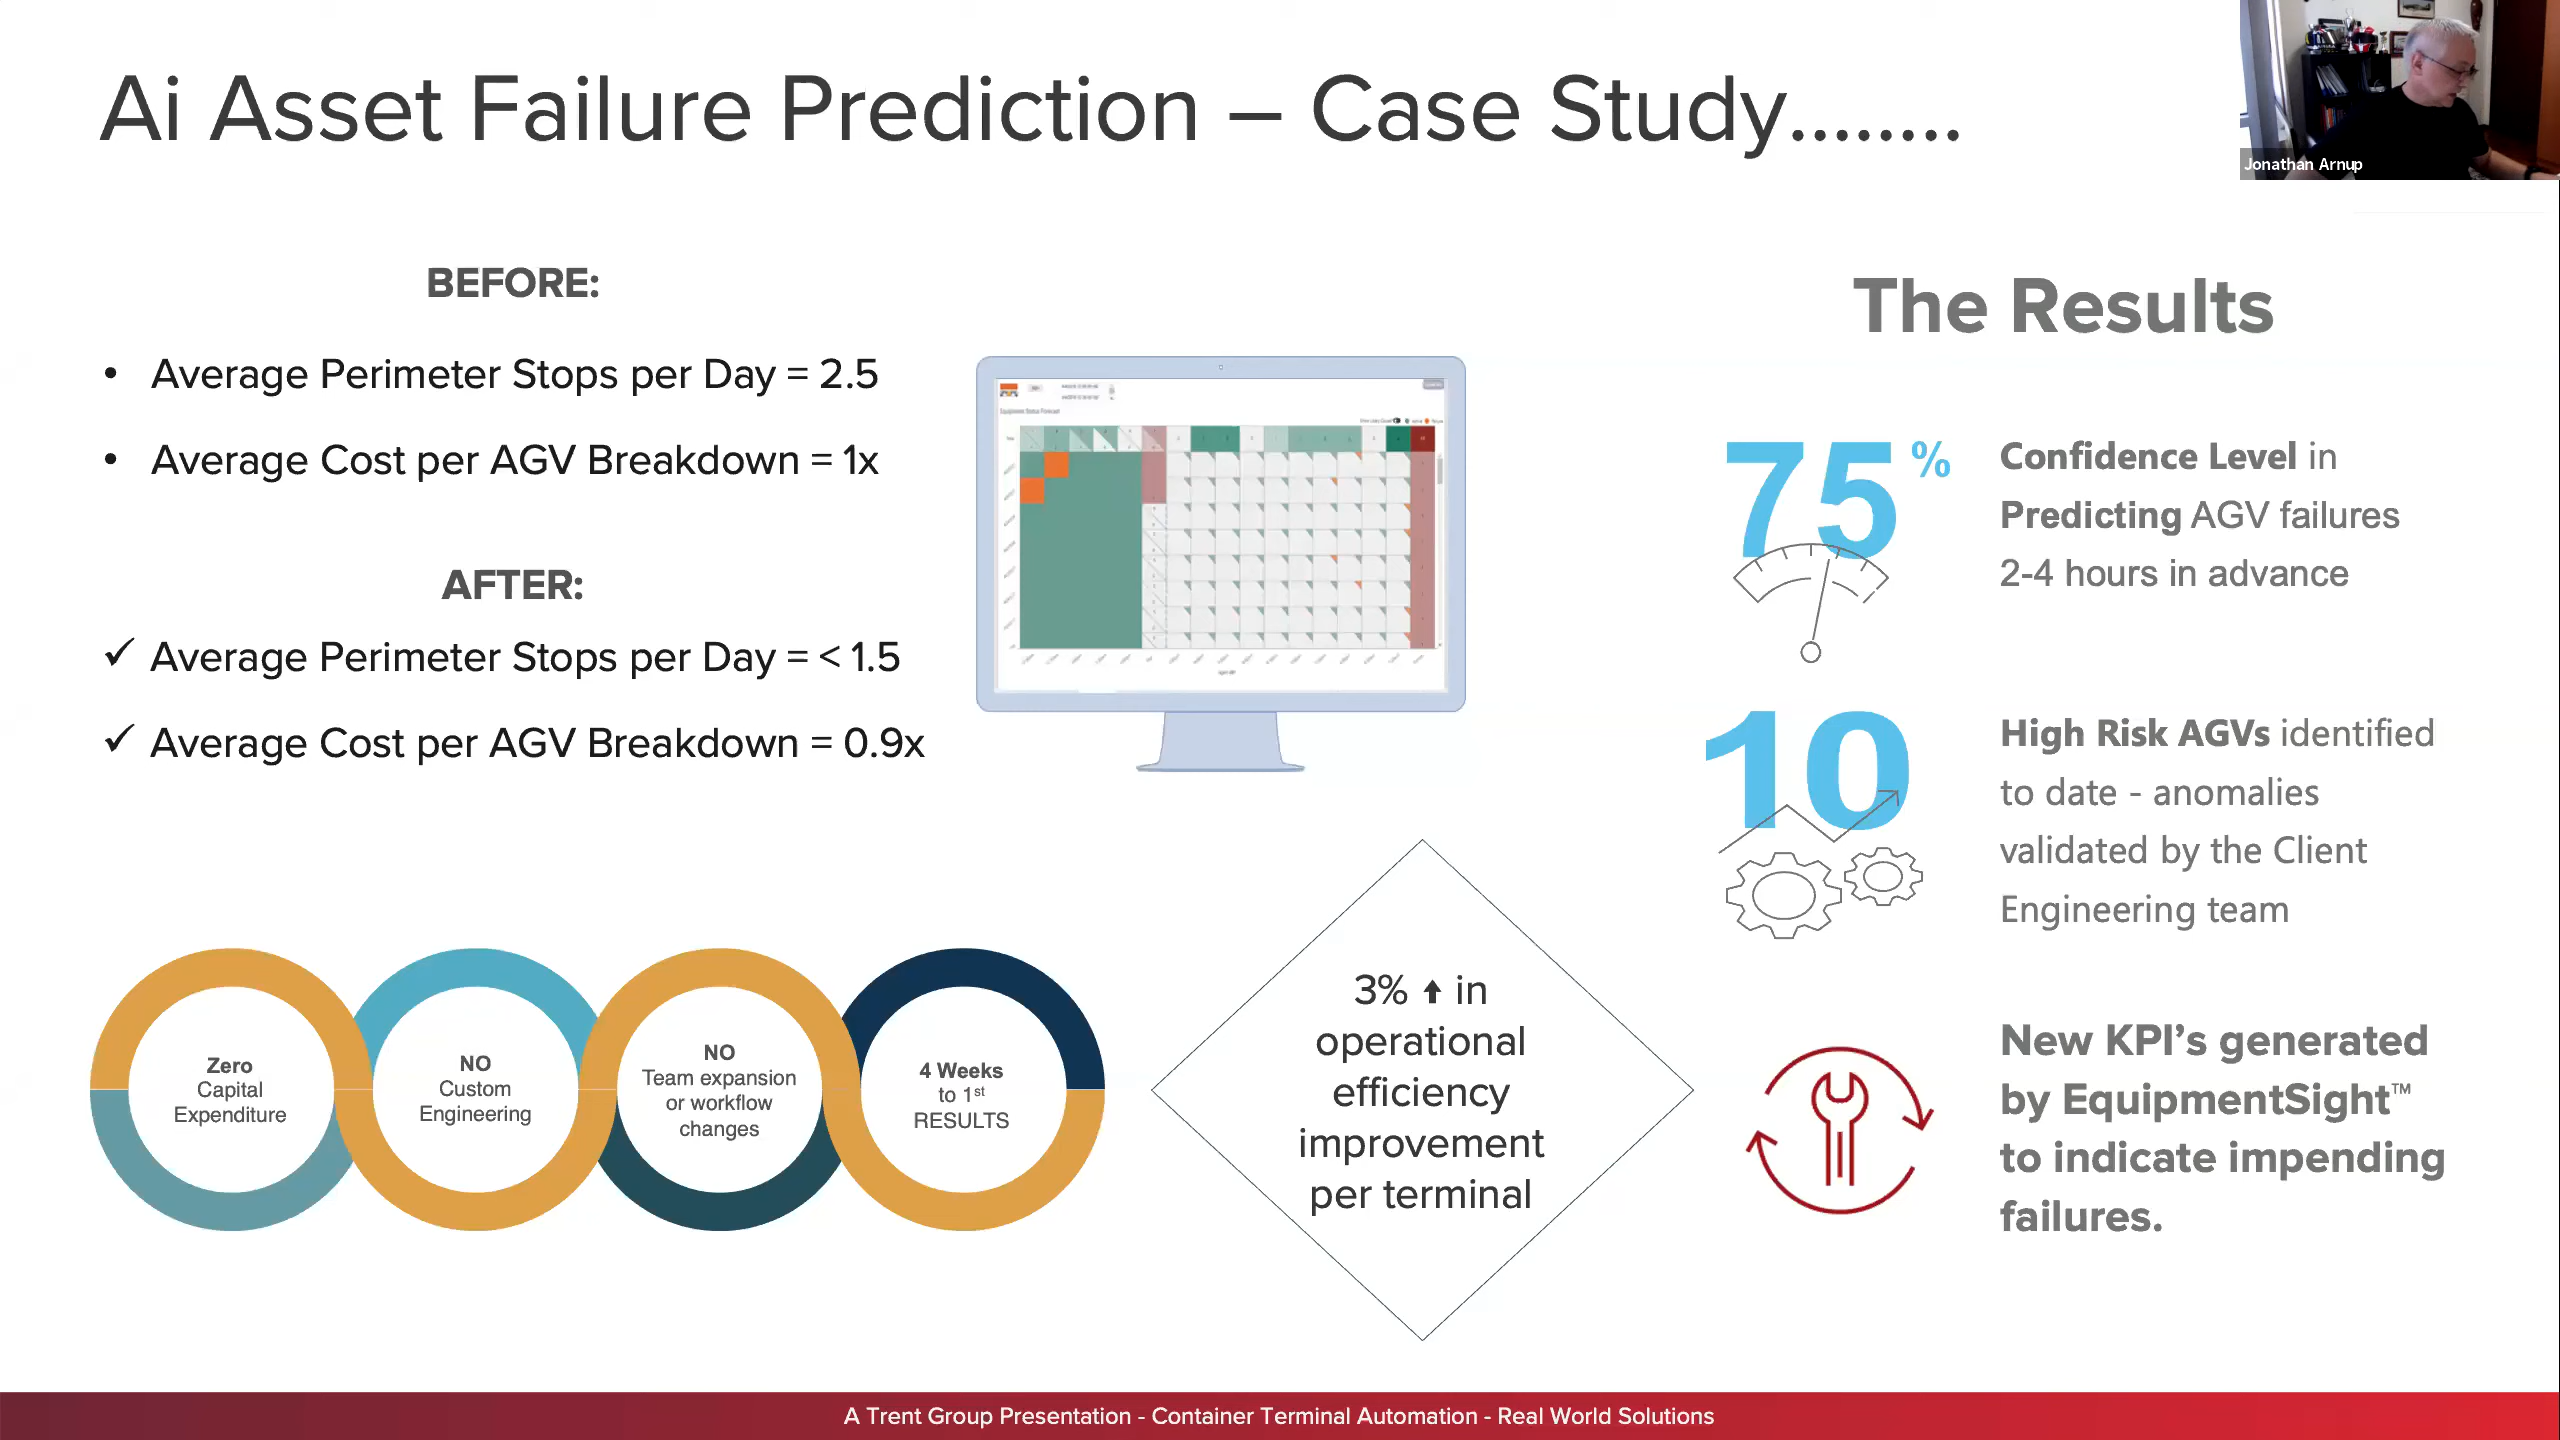 Ai Asset Failure Prediction – Case Study........
Jonathan Arnup
BEFORE:
• Average Perimeter Stops per Day = 2.5
• Average Cost per AGV Breakdown = 1x
AFTER:
✓ Average Perimeter Stops per Day = < 1.5
✓ Average Cost per AGV Breakdown = 0.9x
Equipment Status Forecast
The Results
75%
Confidence Level in
Predicting AGV failures
2-4 hours in advance
10
High Risk AGVs identified
to date - anomalies
validated by the Client
Engineering team
New KPI’s generated
by EquipmentSight™
to indicate impending
failures.
Zero
Capital
Expenditure
NO
Custom
Engineering
NO
Team expansion
or workflow
changes
4 Weeks
to 1st
RESULTS
3% ⬆ in
operational
efficiency
improvement
per terminal
A Trent Group Presentation - Container Terminal Automation - Real World Solutions